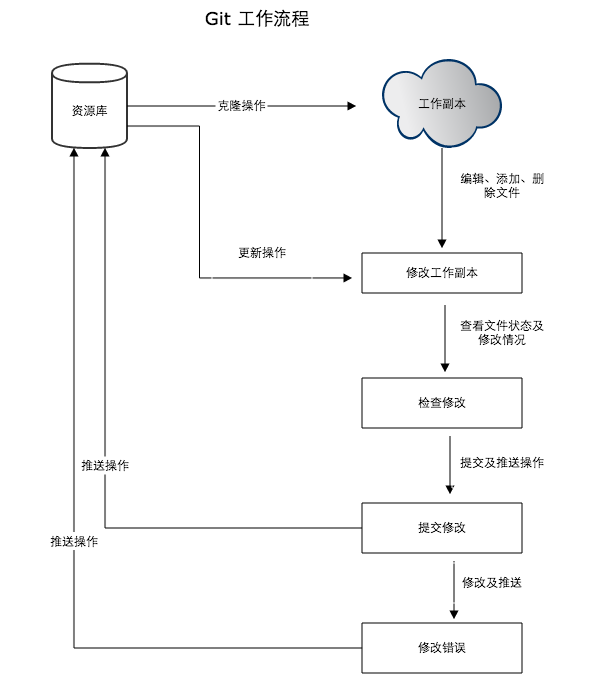 Git 工作流程
资源库
克隆操作
工作副本
编辑、添加、删
除文件
更新操作
修改工作副本
查看文件状态及
修改情况
检查修改
推送操作
提交及推送操作
提交修改
推送操作
修改及推送
修改错误